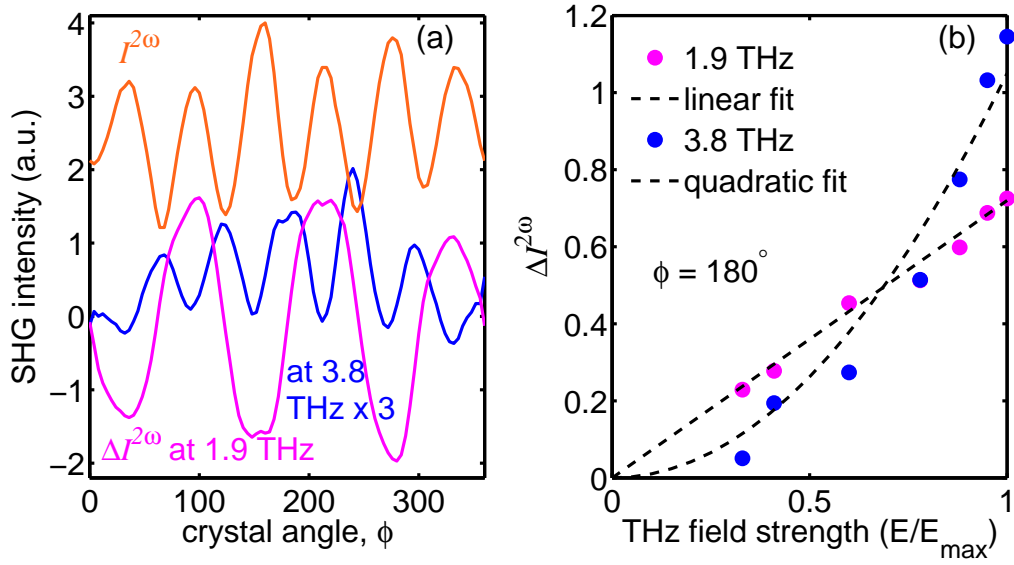 (a)
I^{2ω}
at 3.8
THz x 3
ΔI^{2ω} at 1.9 THz
SHG intensity (a.u.)
4
3
2
1
0
−1
−2
0 100 200 300
crystal angle, ϕ
(b)
1.9 THz
linear fit
3.8 THz
quadratic fit
ϕ = 180°
ΔI^{2ω}
1.2
1
0.8
0.6
0.4
0.2
0
0 0.5 1
THz field strength (E/E_{max})